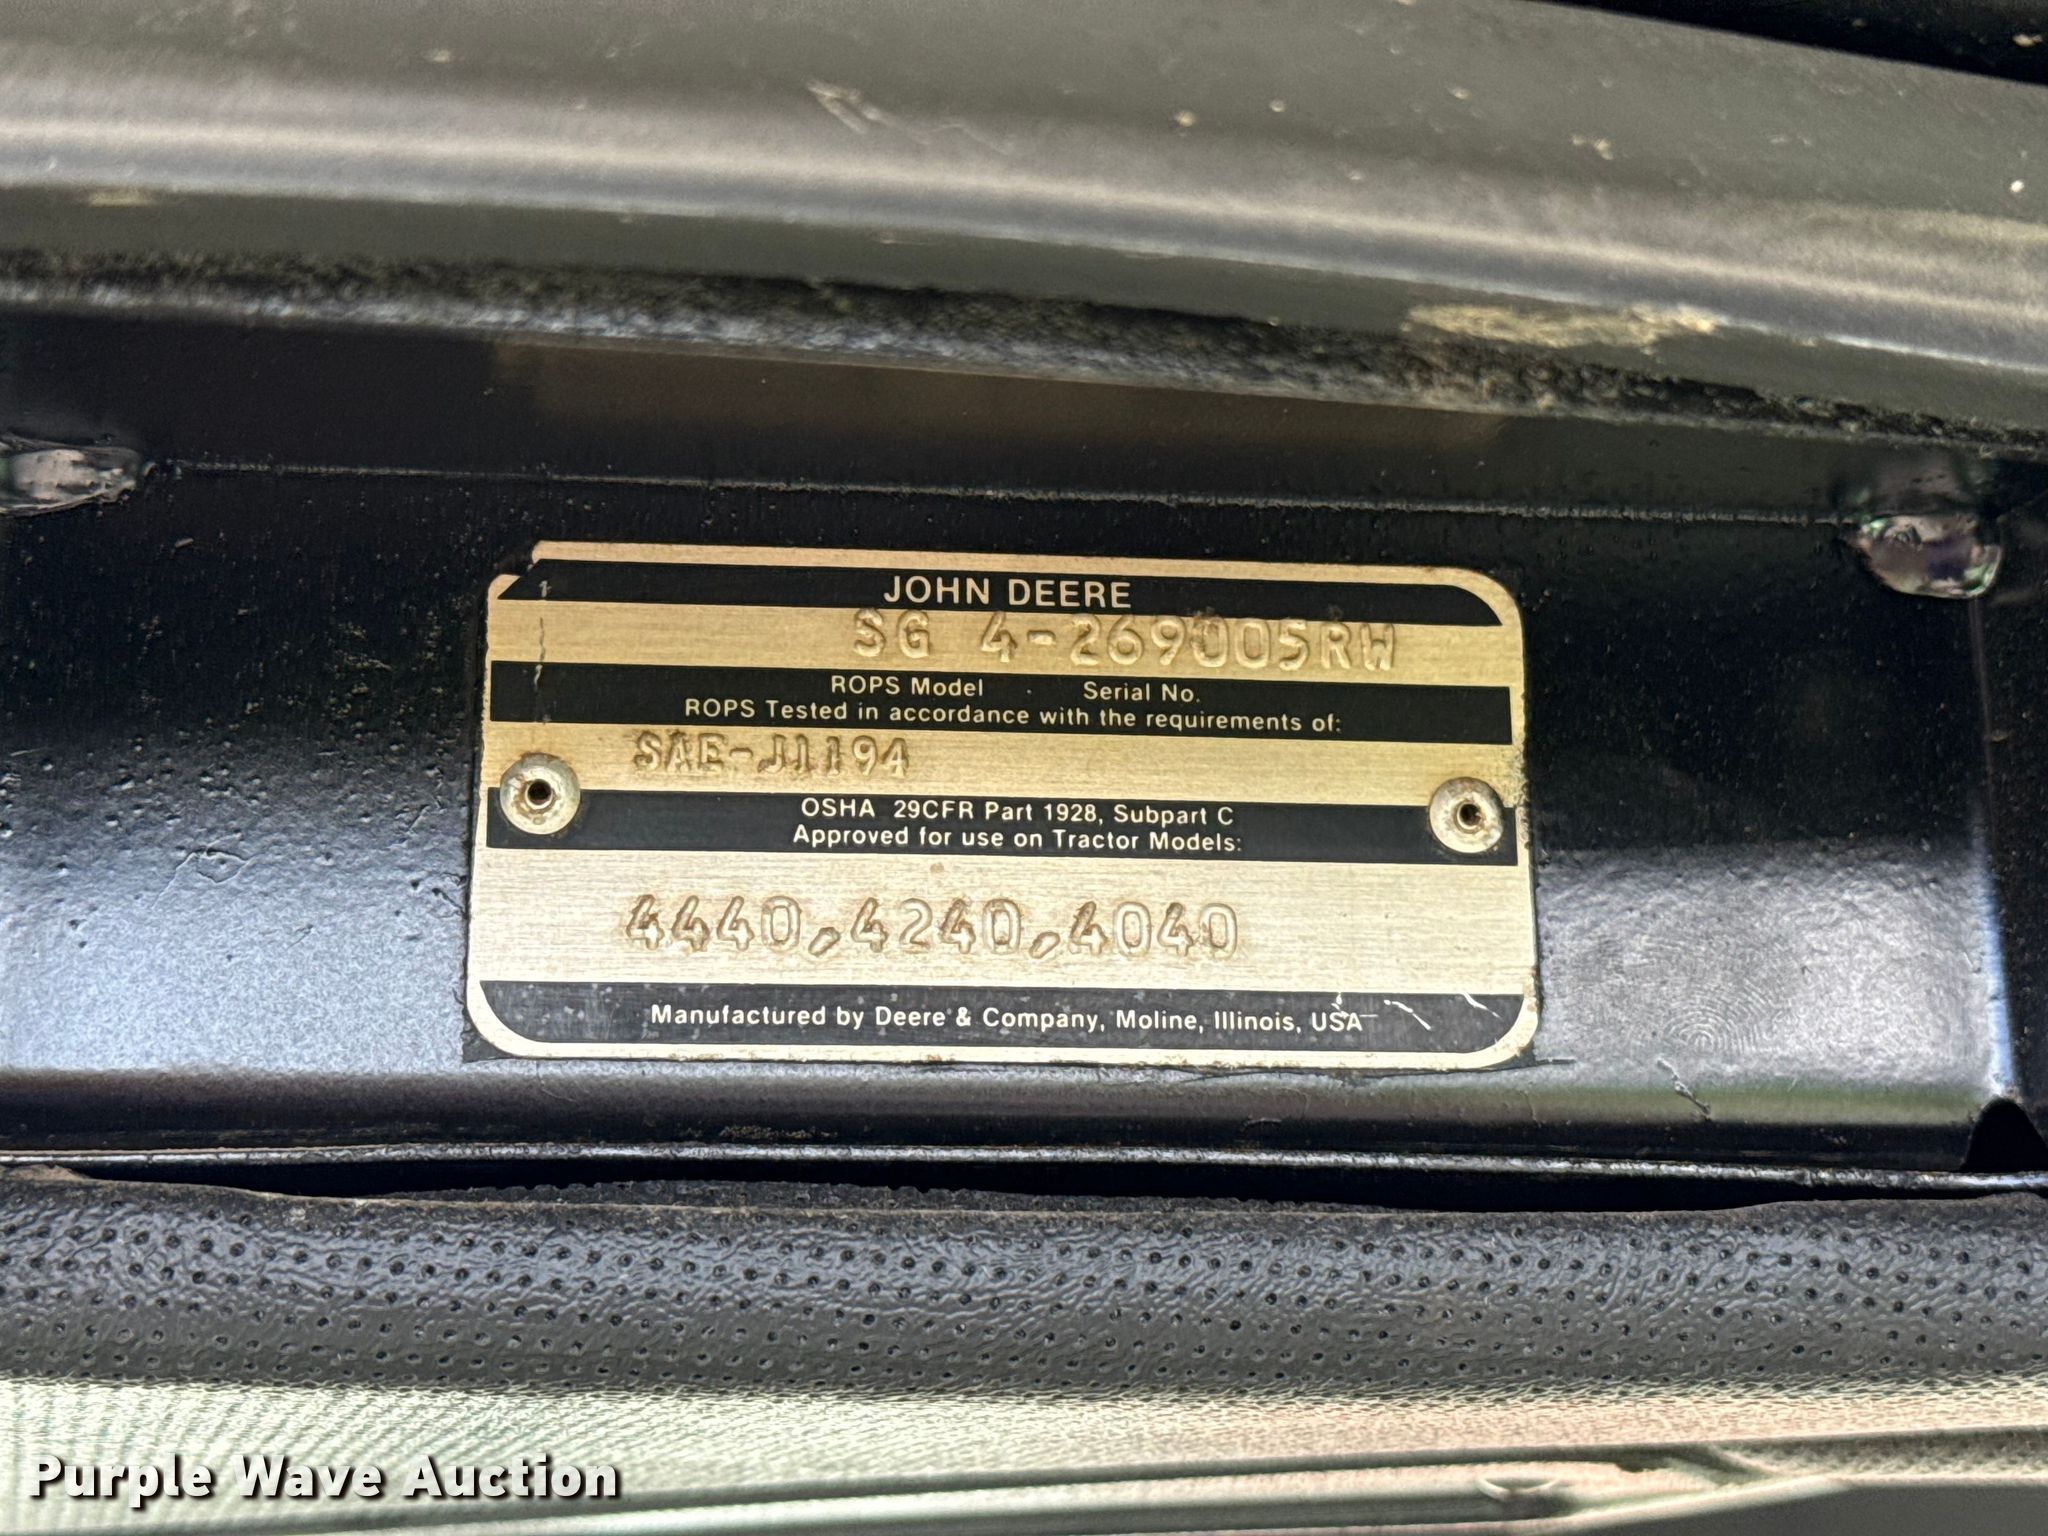 JOHN DEERE
SG 4-269005RW
ROPS Model Serial No.
ROPS Tested in accordance with the requirements of:
SAE-J1194
OSHA 29CFR Part 1928, Subpart C
Approved for use on Tractor Models:
4440,4240,4040
Manufactured by Deere & Company, Moline, Illinois, USA
Purple Wave Auction